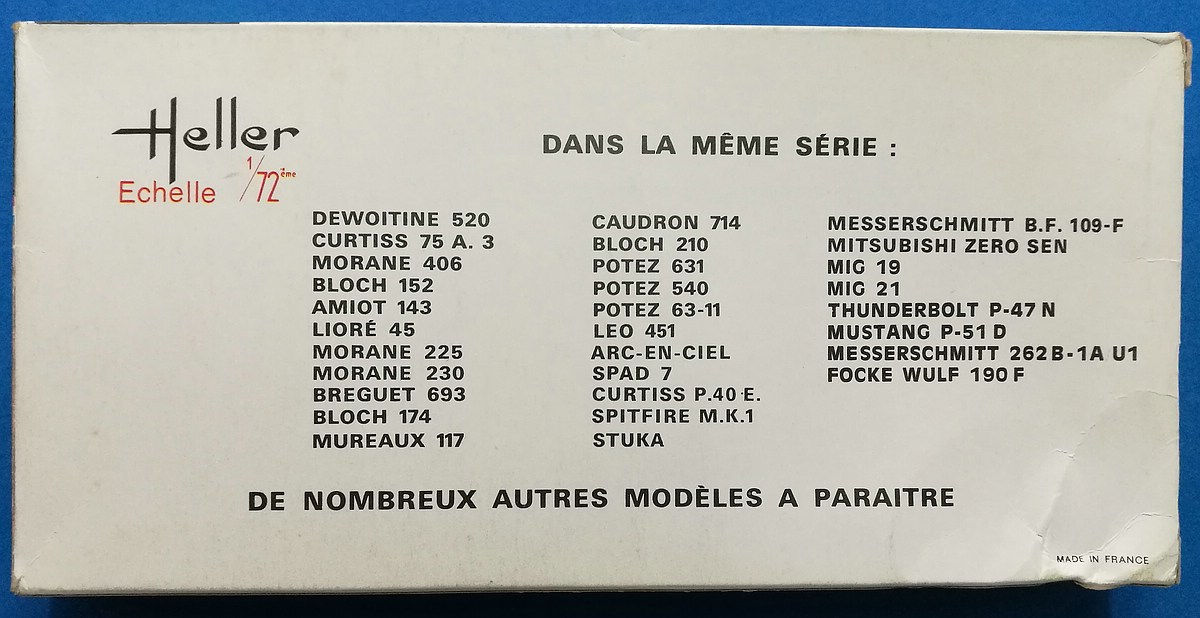 Heller
Echelle 1/72ème
DANS LA MÊME SÉRIE :
DEWOITINE 520
CURTISS 75 A. 3
MORANE 406
BLOCH 152
AMIOT 143
LIORÉ 45
MORANE 225
MORANE 230
BREGUET 693
BLOCH 174
MUREAUX 117
CAUDRON 714
BLOCH 210
POTEZ 631
POTEZ 540
POTEZ 63-11
LEO 451
ARC-EN-CIEL
SPAD 7
CURTISS P.40 E.
SPITFIRE M.K.1
STUKA
MESSERSCHMITT B.F. 109-F
MITSUBISHI ZERO SEN
MIG 19
MIG 21
THUNDERBOLT P-47 N
MUSTANG P-51 D
MESSERSCHMITT 262 B-1A U1
FOCKE WULF 190 F
DE NOMBREUX AUTRES MODÈLES A PARAITRE
MADE IN FRANCE